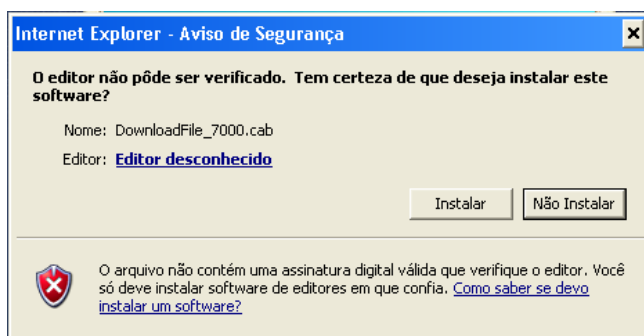 Internet Explorer - Aviso de Segurança
O editor não pôde ser verificado. Tem certeza de que deseja instalar este
software?
Nome: DownloadFile_7000.cab
Editor: Editor desconhecido
Instalar
Não Instalar
O arquivo não contém uma assinatura digital válida que verifique o editor. Você
só deve instalar software de editores em que confia. Como saber se devo
instalar um software?